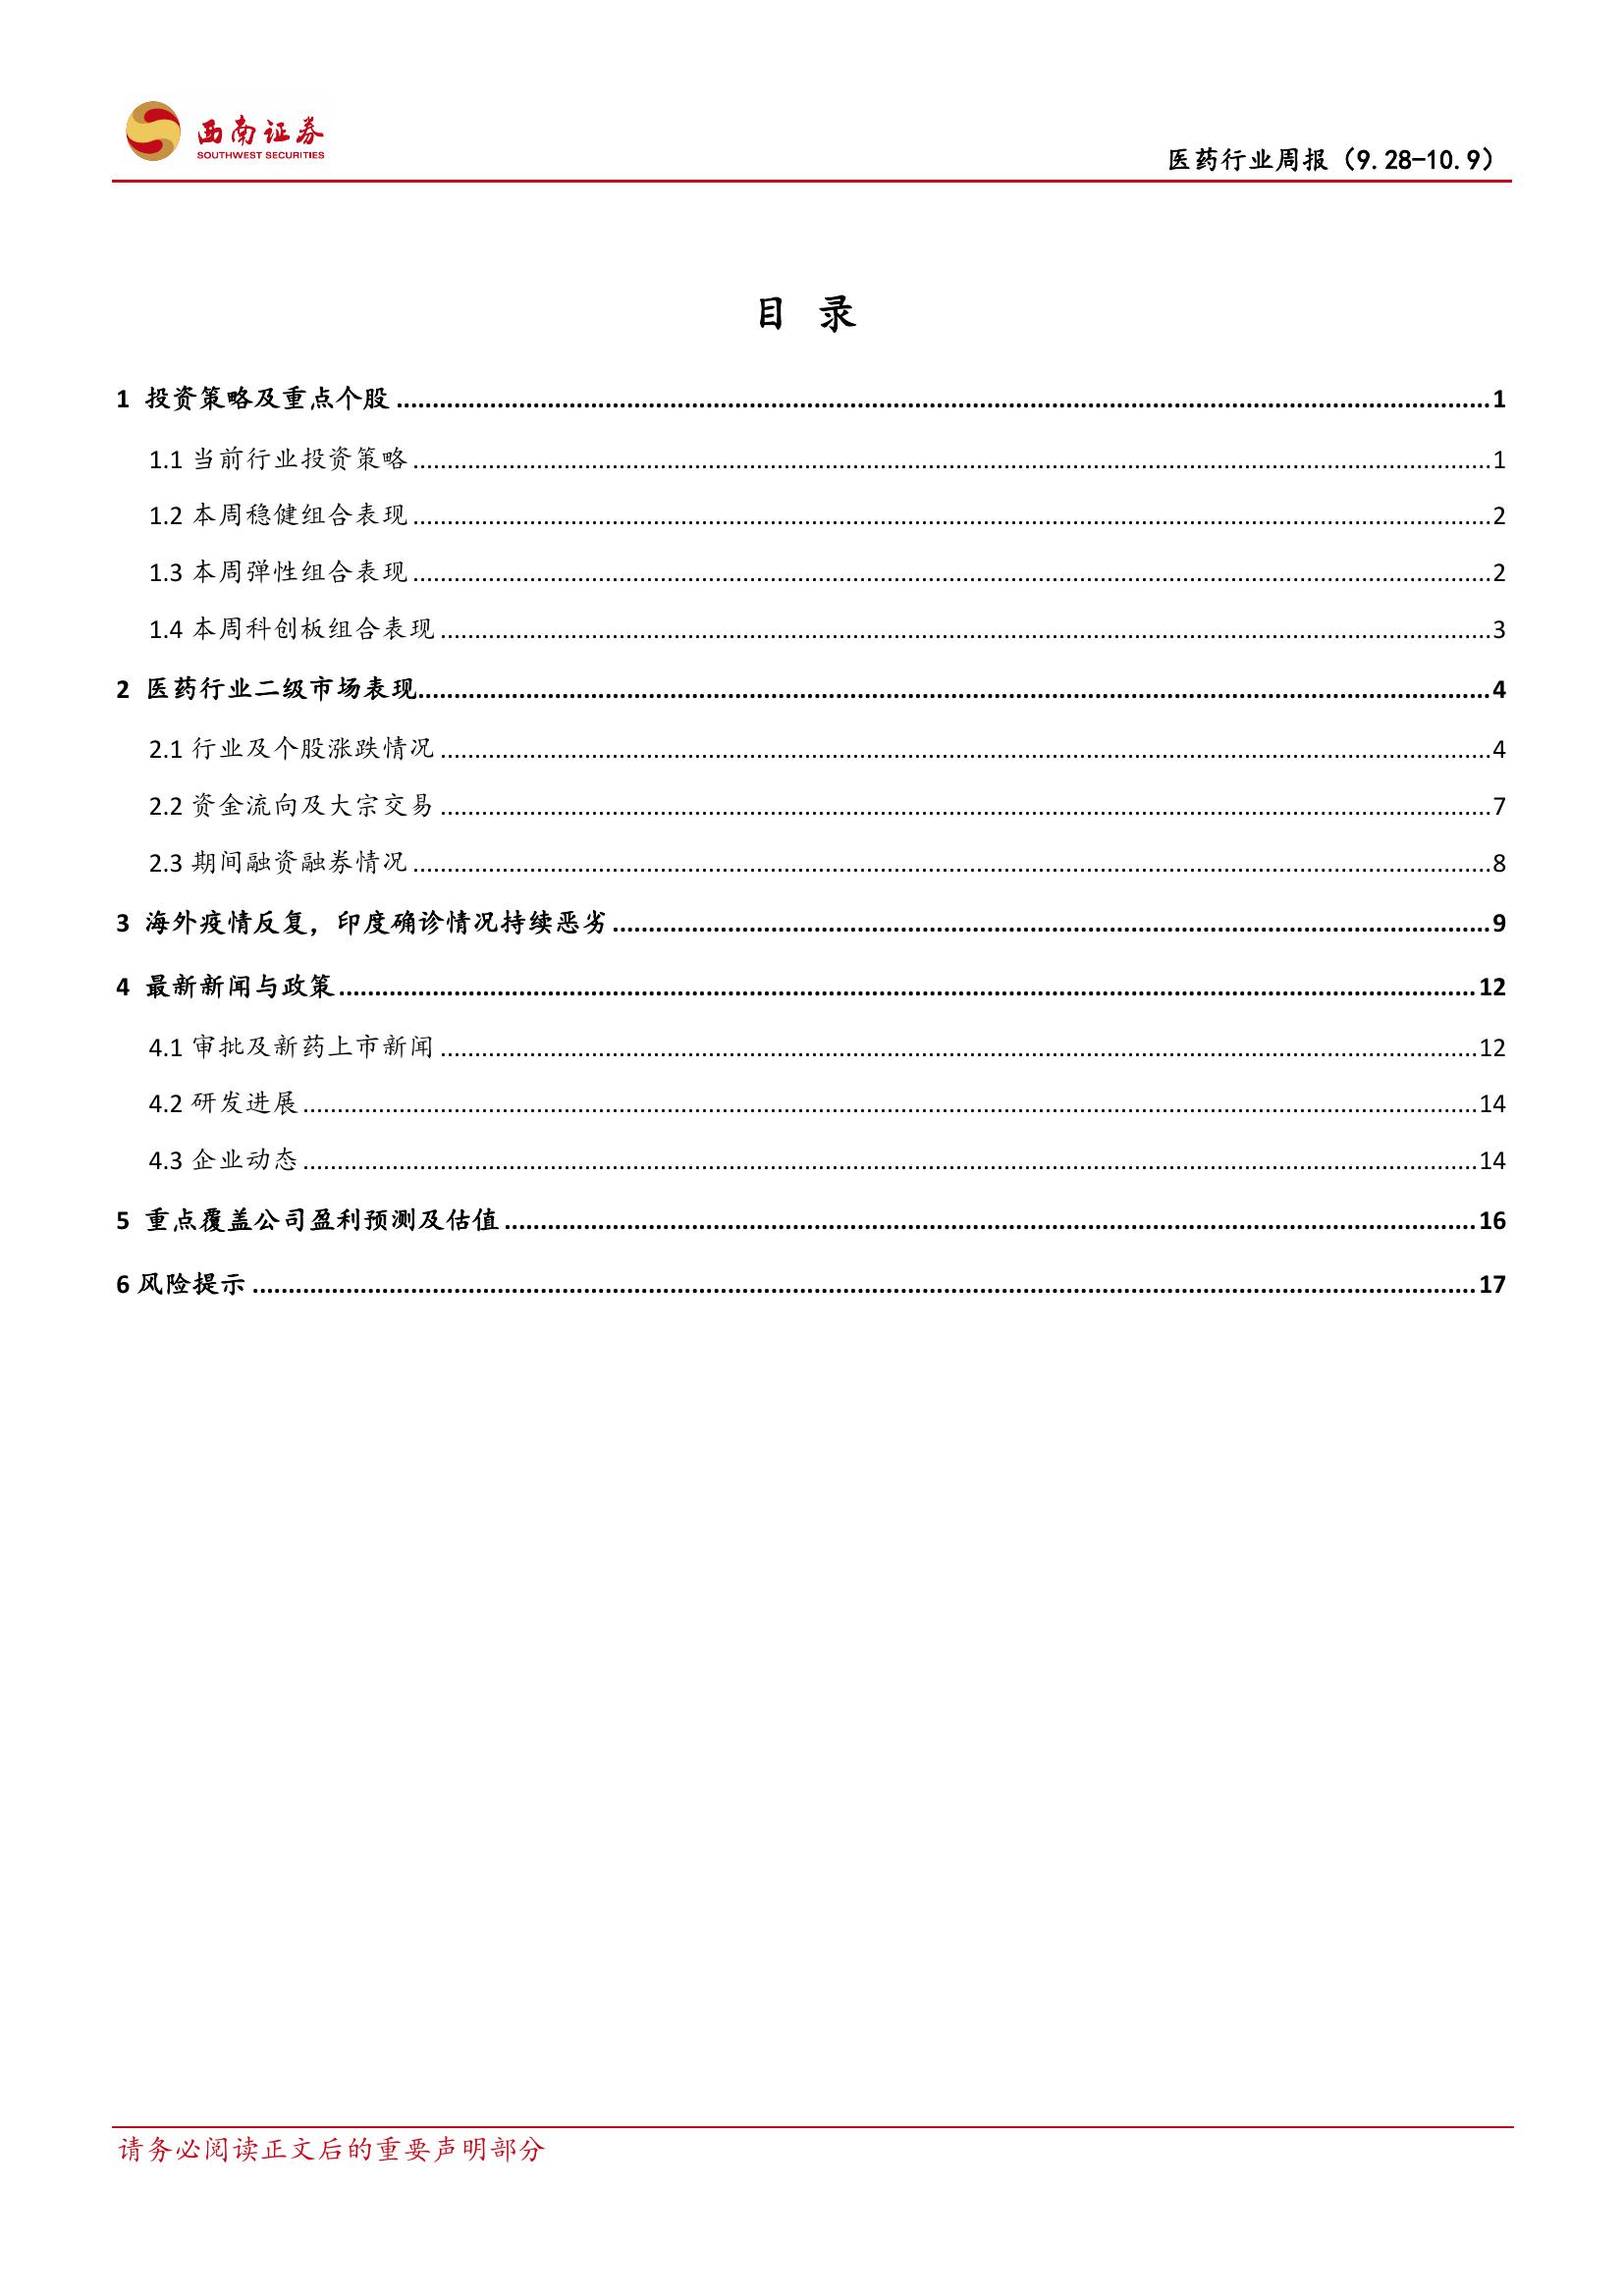 西南证券
SOUTHWEST SECURITIES
医药行业周报（9.28-10.9）
目 录
1 投资策略及重点个股 ........ 1
1.1 当前行业投资策略 ........ 1
1.2 本周稳健组合表现 ........ 2
1.3 本周弹性组合表现 ........ 2
1.4 本周科创板组合表现 ........ 3
2 医药行业二级市场表现 ........ 4
2.1 行业及个股涨跌情况 ........ 4
2.2 资金流向及大宗交易 ........ 7
2.3 期间融资融券情况 ........ 8
3 海外疫情反复，印度确诊情况持续恶劣 ........ 9
4 最新新闻与政策 ........ 12
4.1 审批及新药上市新闻 ........ 12
4.2 研发进展 ........ 14
4.3 企业动态 ........ 14
5 重点覆盖公司盈利预测及估值 ........ 16
6 风险提示 ........ 17
请务必阅读正文后的重要声明部分